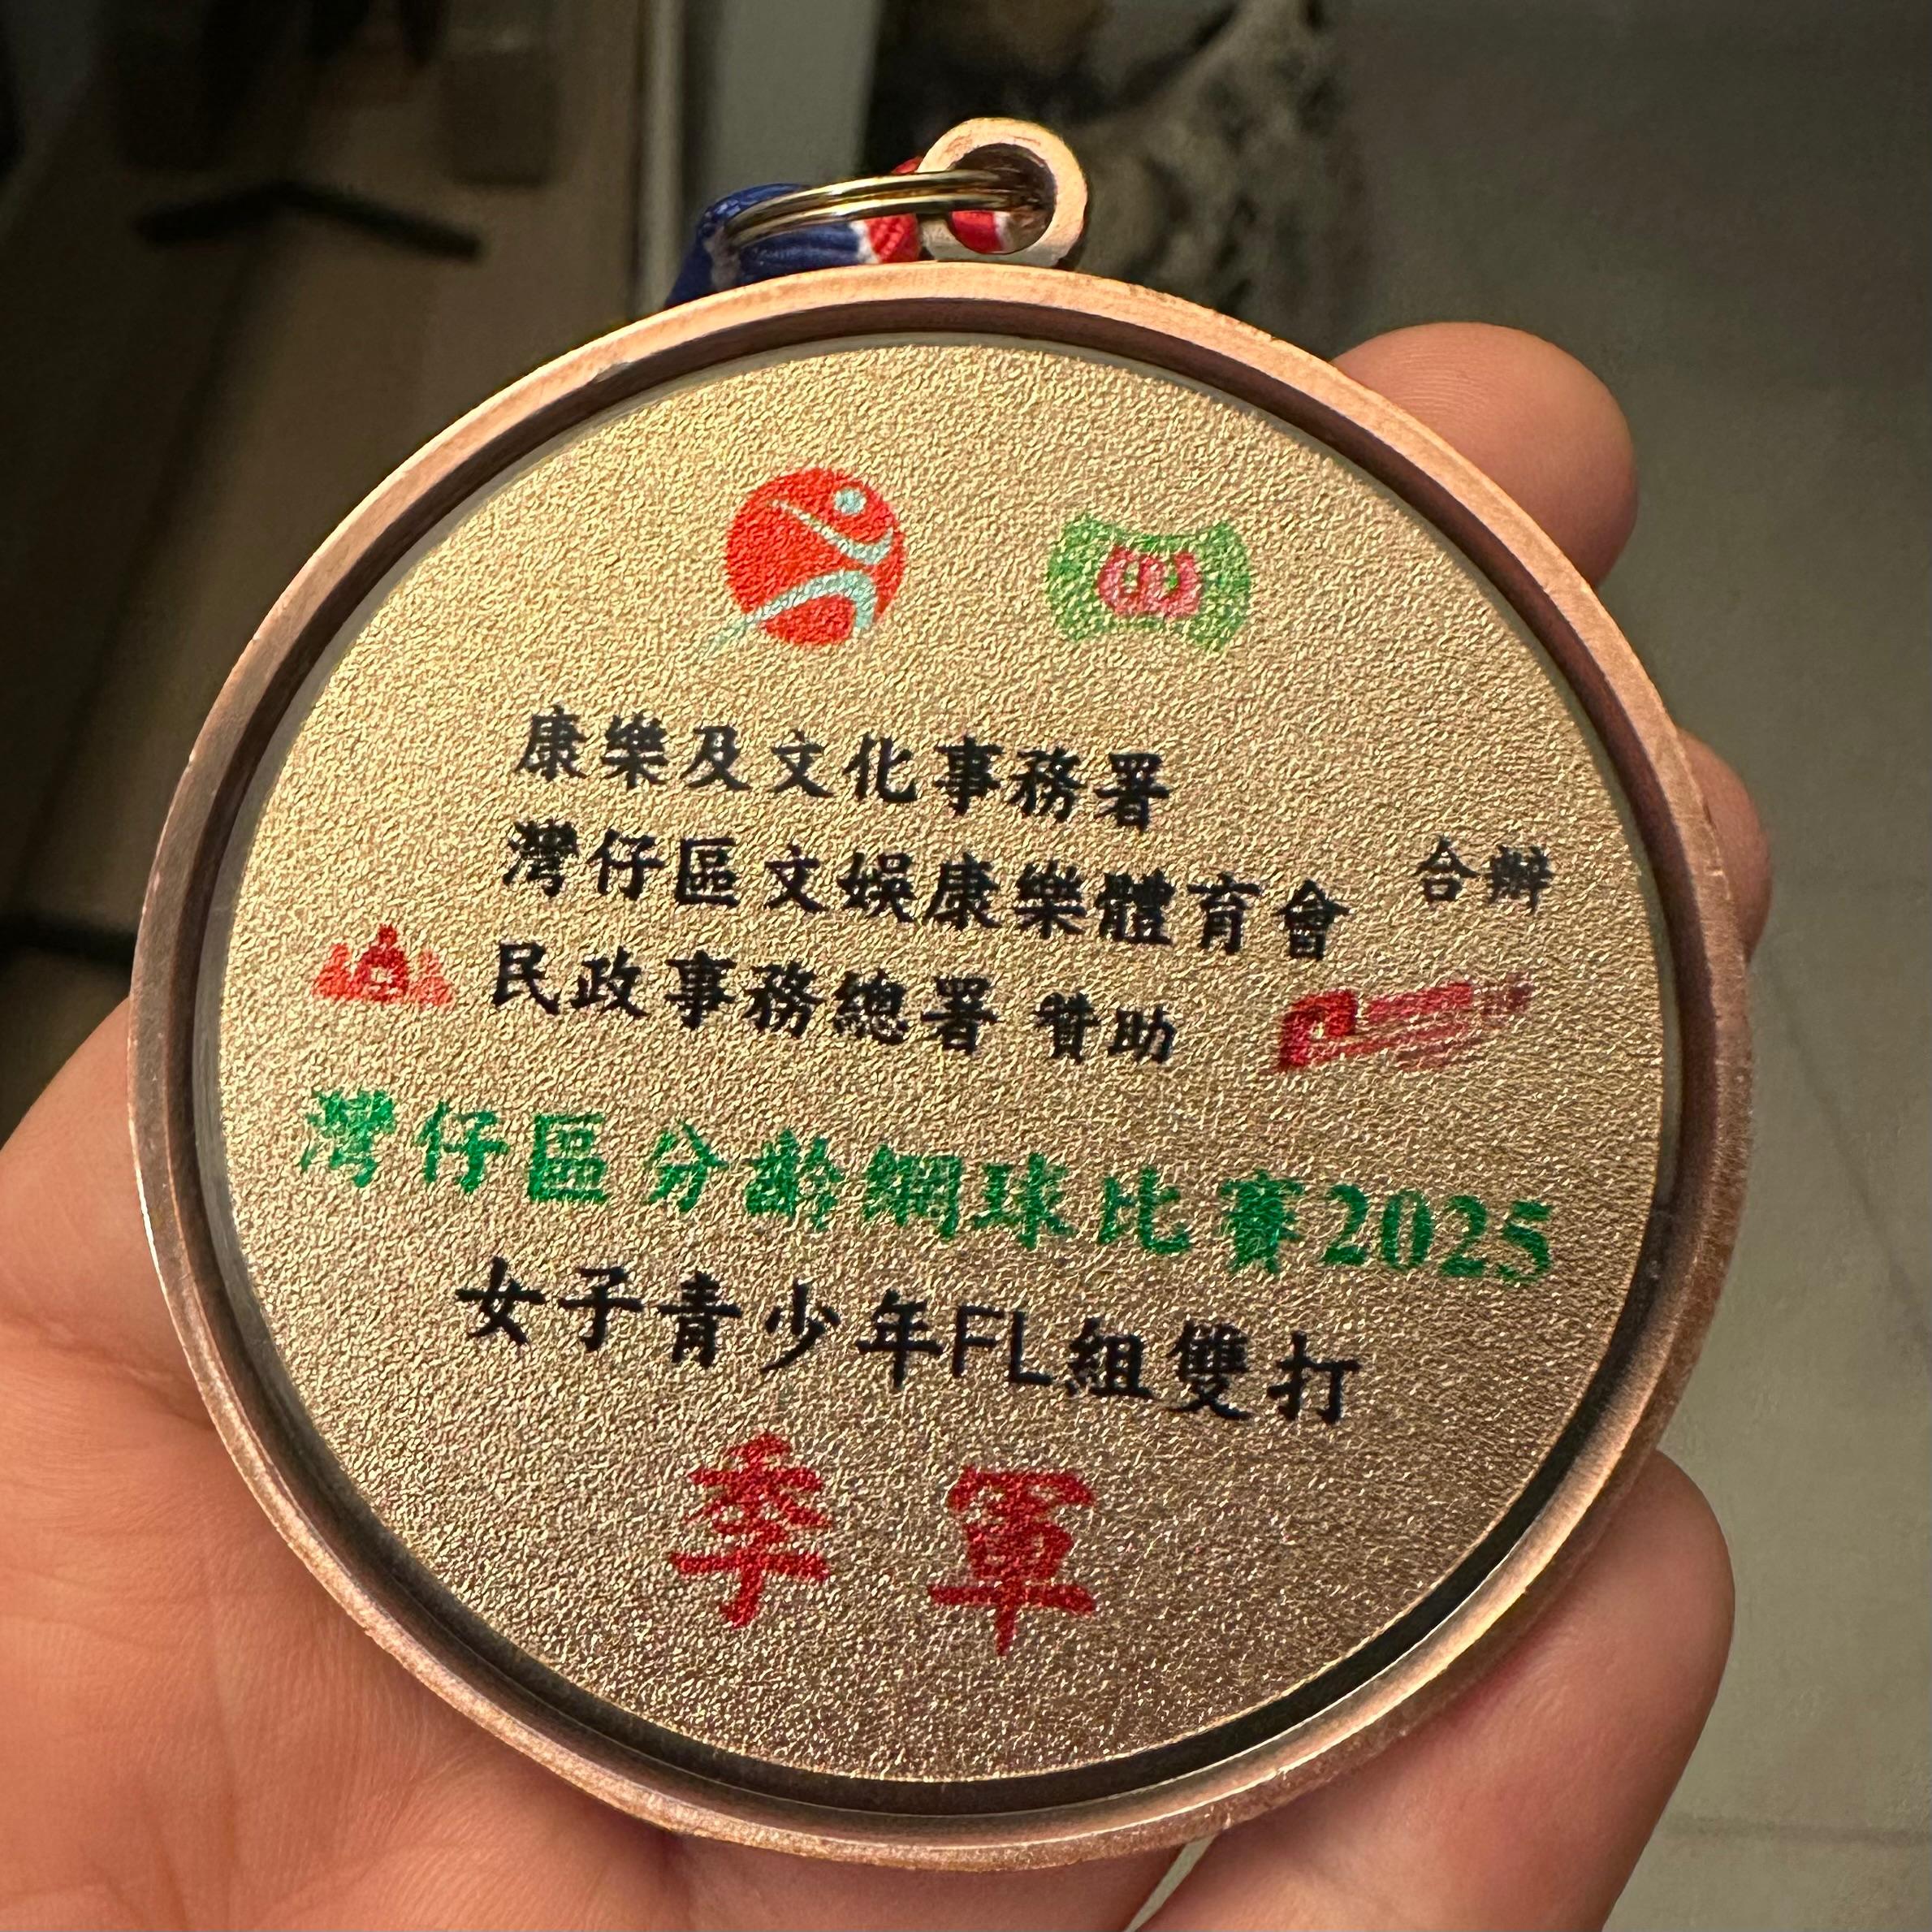 康樂及文化事務署
灣仔區文娛康樂體育會 合辦
民政事務總署 贊助
灣仔區分齡網球比賽2025
女子青少年FL組雙打
季軍